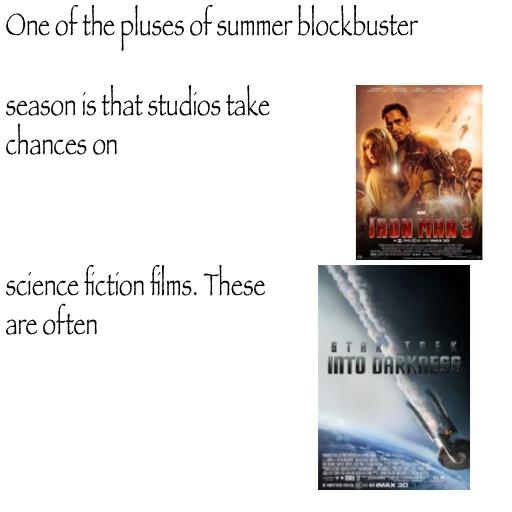 One of the pluses of summer blockbuster
season is that studios take
chances on
IRON MAN 3
science fiction films. These
are often
STAR TREK
INTO DARKNESS
IMAX 3D